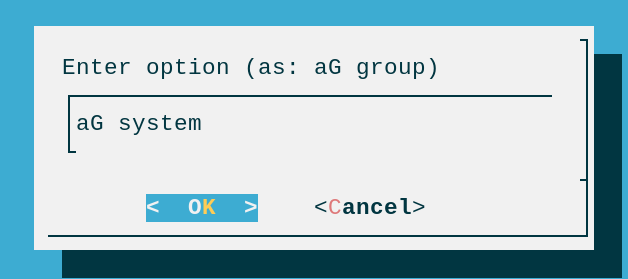 Enter option (as: aG group)
aG system
<  OK  >    <Cancel>